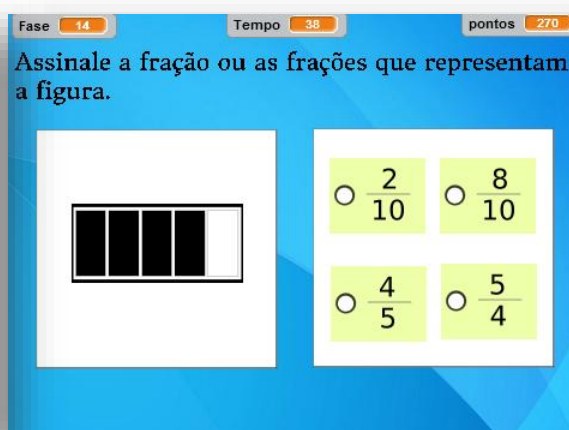 Fase 14 Tempo 38 pontos 270
Assinale a fração ou as frações que representam
a figura.
2/10 8/10
4/5 5/4